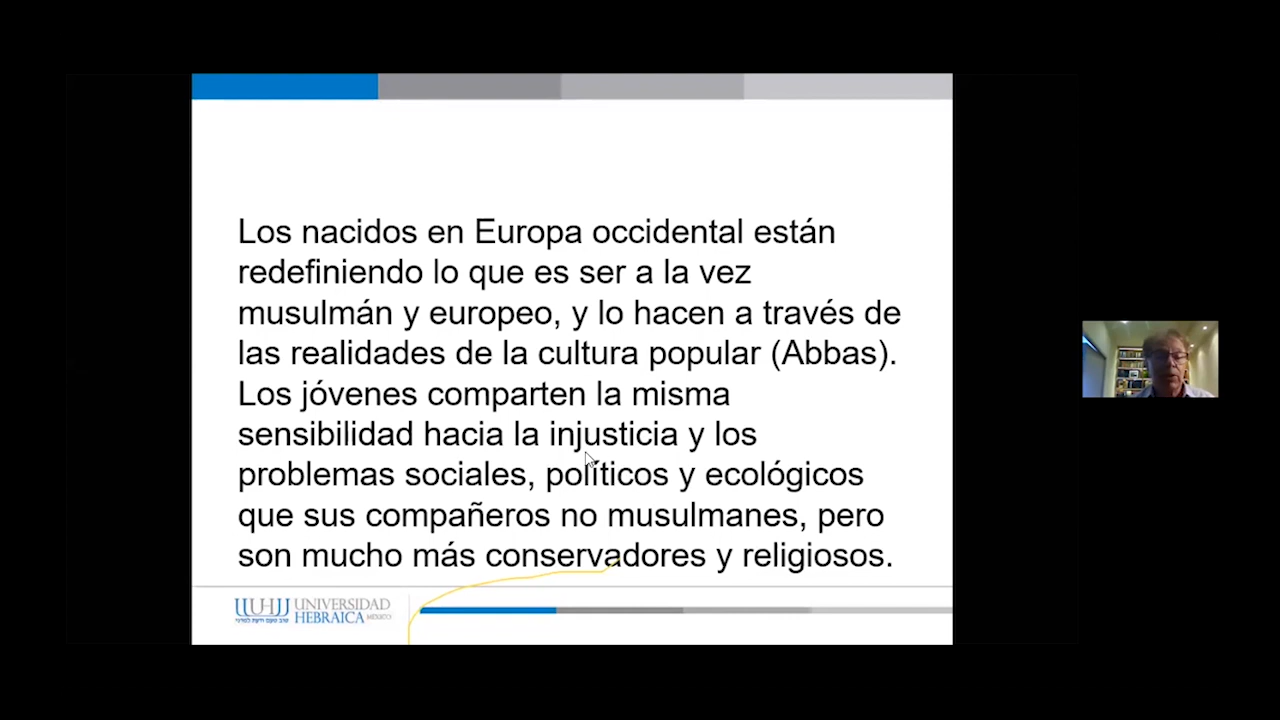 Los nacidos en Europa occidental están
redefiniendo lo que es ser a la vez
musulmán y europeo, y lo hacen a través de
las realidades de la cultura popular (Abbas).
Los jóvenes comparten la misma
sensibilidad hacia la injusticia y los
problemas sociales, políticos y ecológicos
que sus compañeros no musulmanes, pero
son mucho más conservadores y religiosos.
UNIVERSIDAD
HEBRAICA MÉXICO